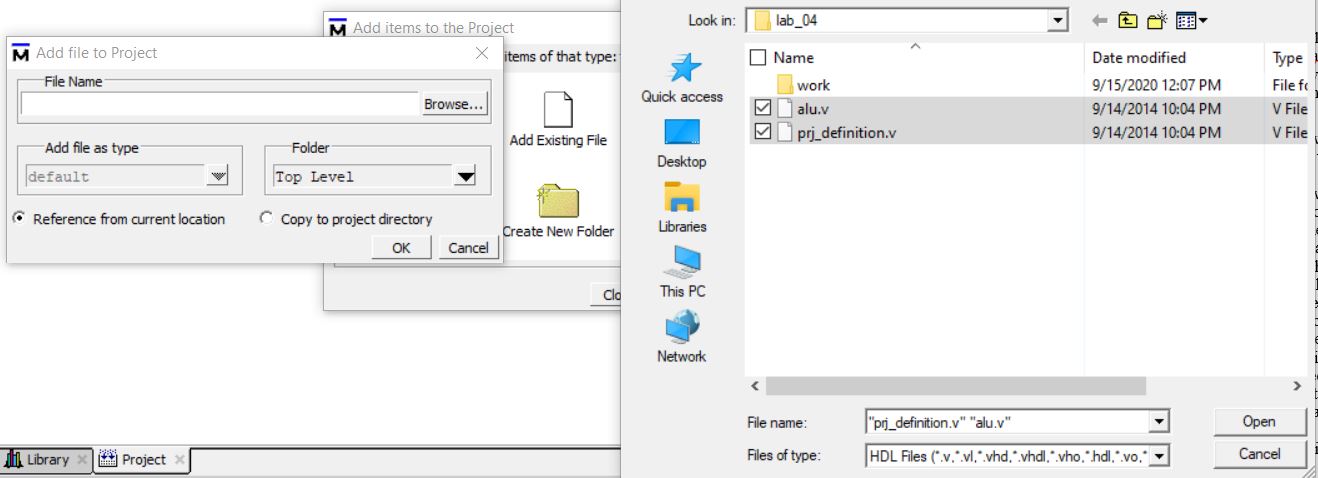 Add items to the Project
items of that type:
Add Existing File
Create New Folder
Clo
Add file to Project
File Name
Browse...
Add file as type
default
Folder
Top Level
Reference from current location
Copy to project directory
OK
Cancel
Library
Project
Look in:
lab_04
Quick access
Desktop
Libraries
This PC
Network
Name Date modified Type
work 9/15/2020 12:07 PM File fo
alu.v 9/14/2014 10:04 PM V File
prj_definition.v 9/14/2014 10:04 PM V File
File name: "prj_definition.v" "alu.v"
Open
Files of type: HDL Files (*.v,*.vl,*.vhd,*.vhdl,*.vho,*.hdl,*.vo,*
Cancel